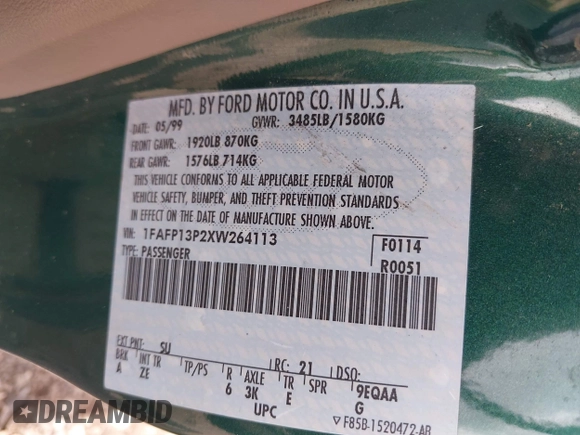 MFD. BY FORD MOTOR CO. IN U.S.A.
DATE: 05/99 GVWR: 3485LB/1580KG
FRONT GAWR: 1920LB 870KG
REAR GAWR: 1576LB 714KG
THIS VEHICLE CONFORMS TO ALL APPLICABLE FEDERAL MOTOR
VEHICLE SAFETY, BUMPER, AND THEFT PREVENTION STANDARDS
IN EFFECT ON THE DATE OF MANUFACTURE SHOWN ABOVE.
VIN: 1FAFP13P2XW264113 F0114
TYPE: PASSENGER R0051
EXT PNT: SU RC: 21 DSO:
BRK INT TR TP/PS R AXLE TR SPR 9EQAA
A ZE 6 3K E G
UPC
▽ F85B-1520472-AB
DREAMBID